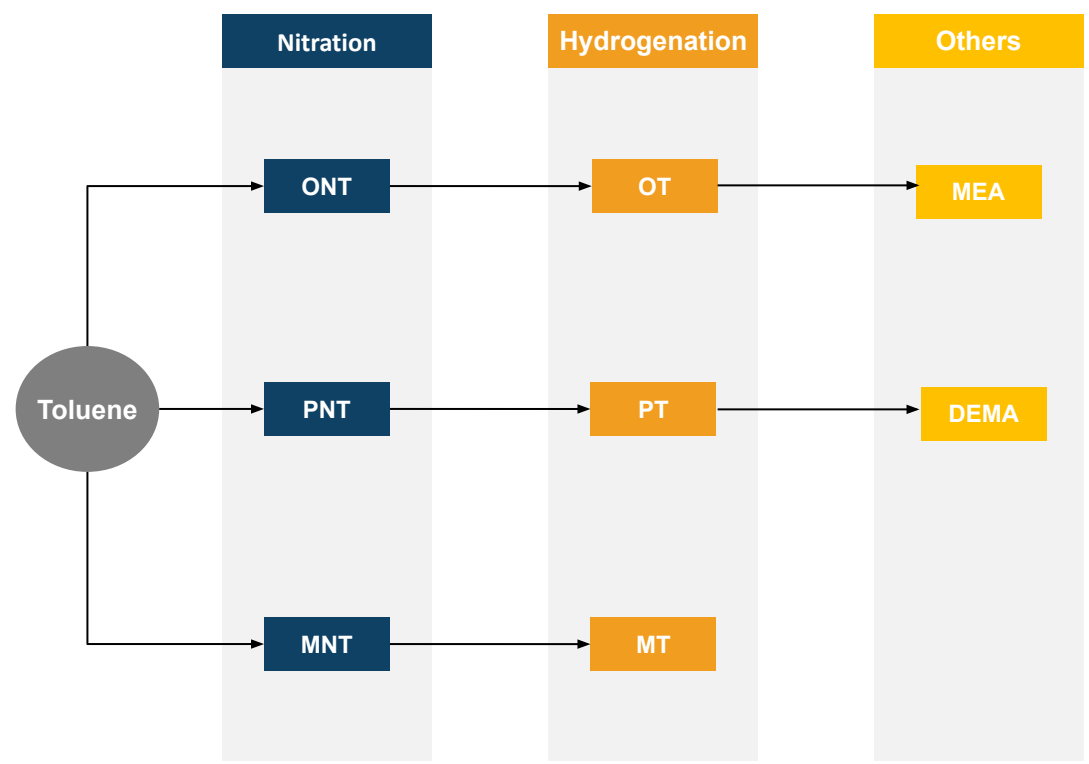 Nitration
Hydrogenation
Others
ONT
OT
MEA
Toluene
PNT
PT
DEMA
MNT
MT